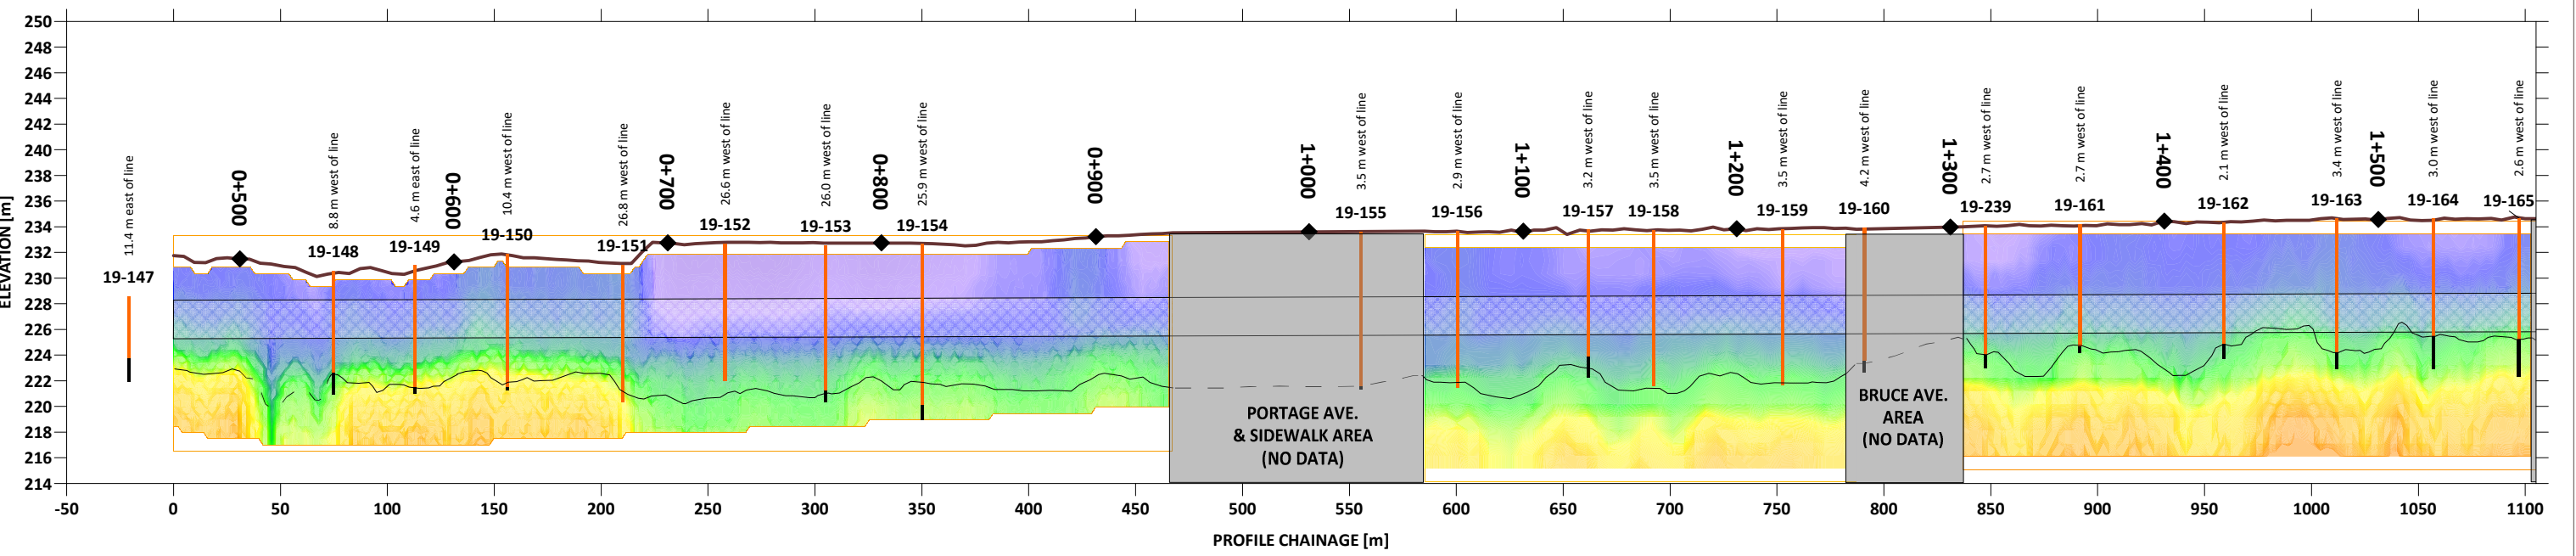 250
248
246
244
242
240
238
236
234
232
230
228
226
224
222
220
218
216
214
ELEVATION [m]
11.4 m east of line
19-147
0+500
8.8 m west of line
19-148
4.6 m east of line
19-149
0+600
10.4 m west of line
19-150
26.8 m west of line
19-151
0+700
26.6 m west of line
19-152
26.0 m west of line
19-153
0+800
25.9 m west of line
19-154
0+900
1+000
3.5 m west of line
19-155
2.9 m west of line
19-156
1+100
3.2 m west of line
19-157
3.5 m west of line
19-158
1+200
3.5 m west of line
19-159
4.2 m west of line
19-160
1+300
2.7 m west of line
19-239
2.7 m west of line
19-161
1+400
2.1 m west of line
19-162
3.4 m west of line
19-163
1+500
3.0 m west of line
19-164
2.6 m west of line
19-165
PORTAGE AVE.
& SIDEWALK AREA
(NO DATA)
BRUCE AVE.
AREA
(NO DATA)
-50 0 50 100 150 200 250 300 350 400 450 500 550 600 650 700 750 800 850 900 950 1000 1050 1100
PROFILE CHAINAGE [m]